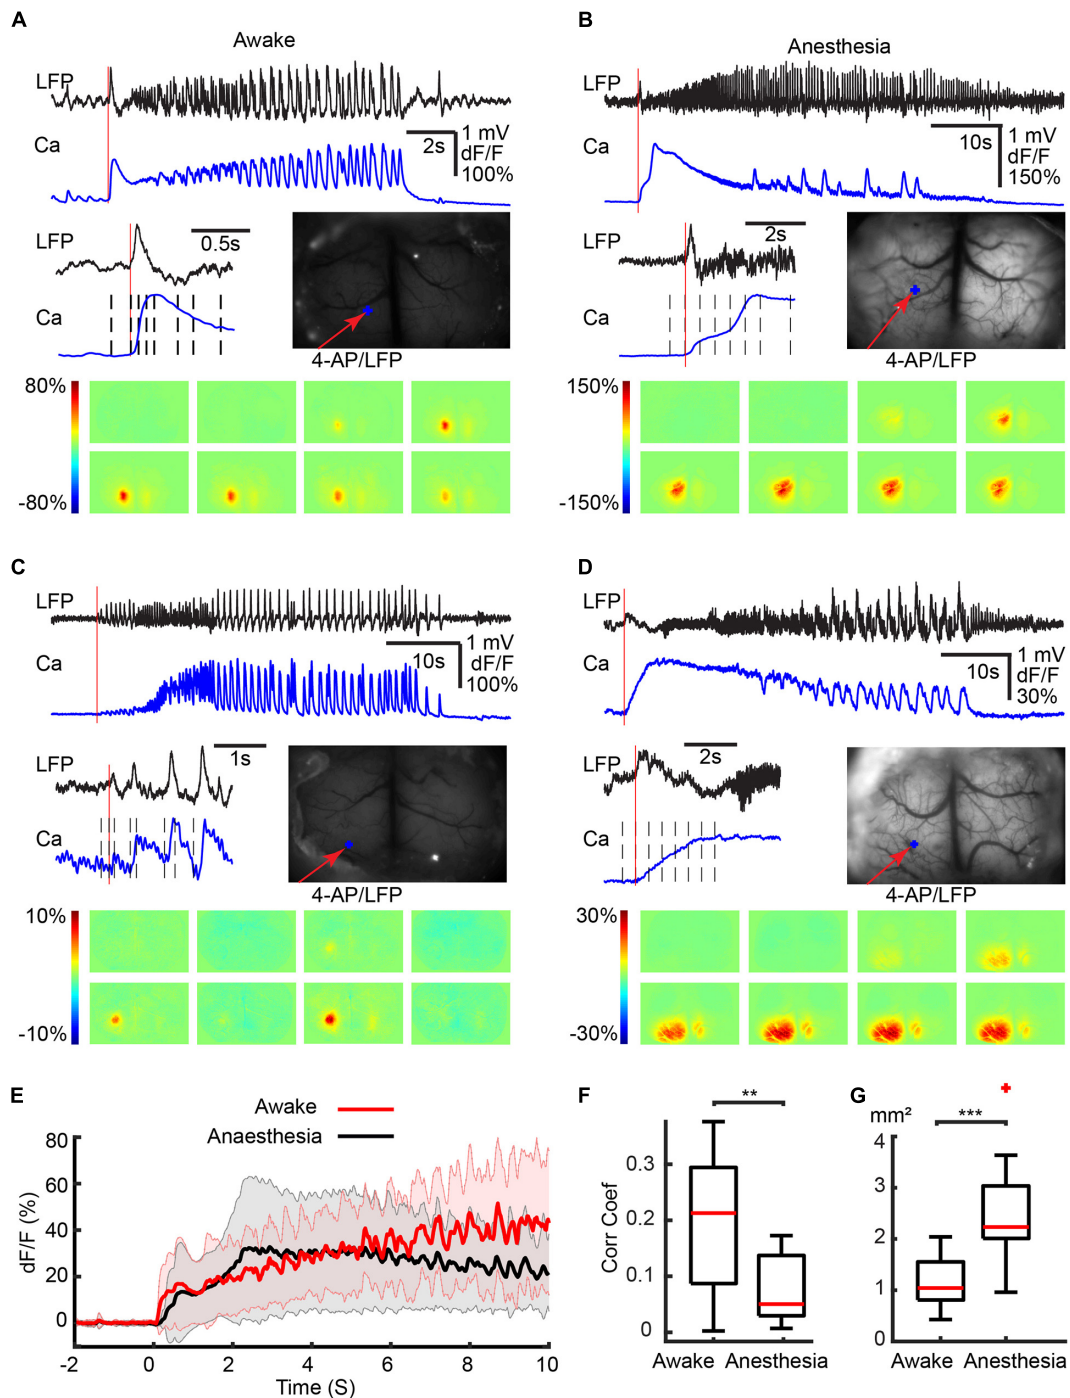 A
Awake
LFP
Ca
1 mV
2s
dF/F
100%
LFP
0.5s
Ca
4-AP/LFP
80%
-80%
B
Anesthesia
LFP
Ca
1 mV
10s
dF/F
150%
LFP
2s
Ca
4-AP/LFP
150%
-150%
C
LFP
Ca
1 mV
10s
dF/F
100%
LFP
1s
Ca
4-AP/LFP
10%
-10%
D
LFP
Ca
1 mV
10s
dF/F
30%
LFP
2s
Ca
4-AP/LFP
30%
-30%
E
Awake
Anaesthesia
80
60
40
20
0
dF/F (%)
-2 0 2 4 6 8 10
Time (S)
F
**
0.3
0.2
0.1
0
Corr Coef
Awake Anesthesia
G
mm²
***
4
3
2
1
0
Awake Anesthesia